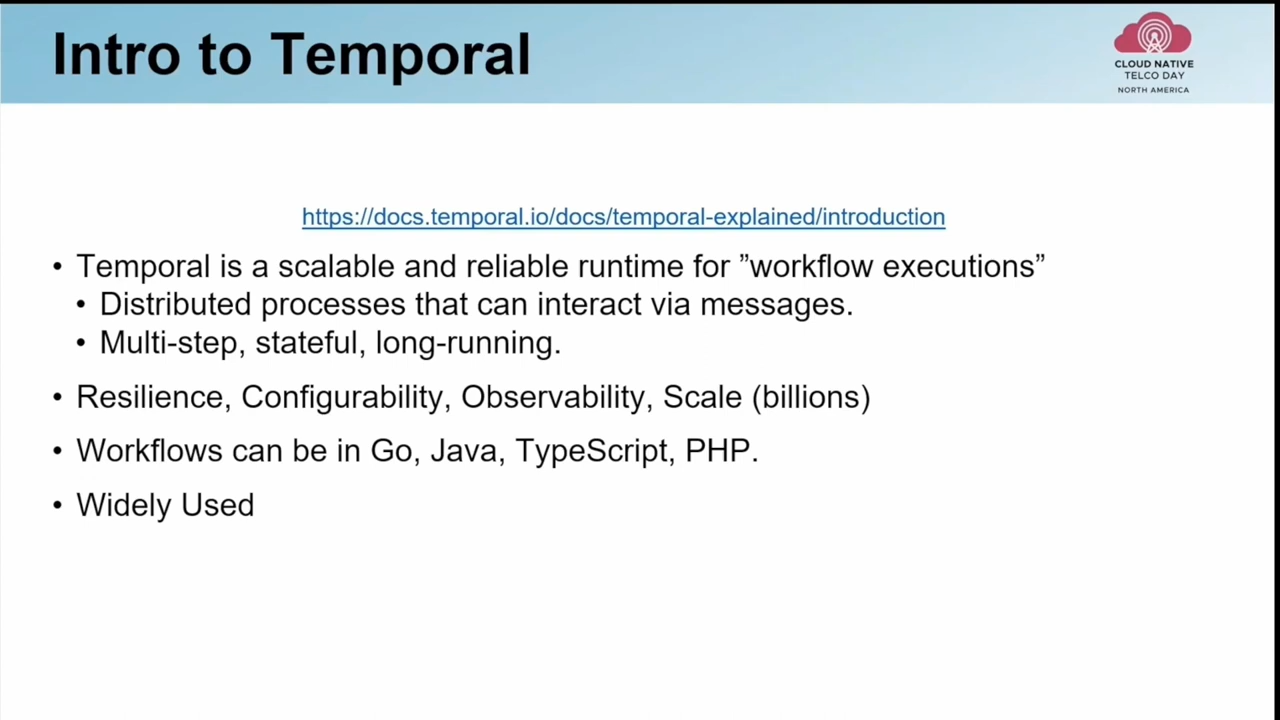 Intro to Temporal
CLOUD NATIVE
TELCO DAY
NORTH AMERICA
https://docs.temporal.io/docs/temporal-explained/introduction
• Temporal is a scalable and reliable runtime for ”workflow executions”
• Distributed processes that can interact via messages.
• Multi-step, stateful, long-running.
• Resilience, Configurability, Observability, Scale (billions)
• Workflows can be in Go, Java, TypeScript, PHP.
• Widely Used